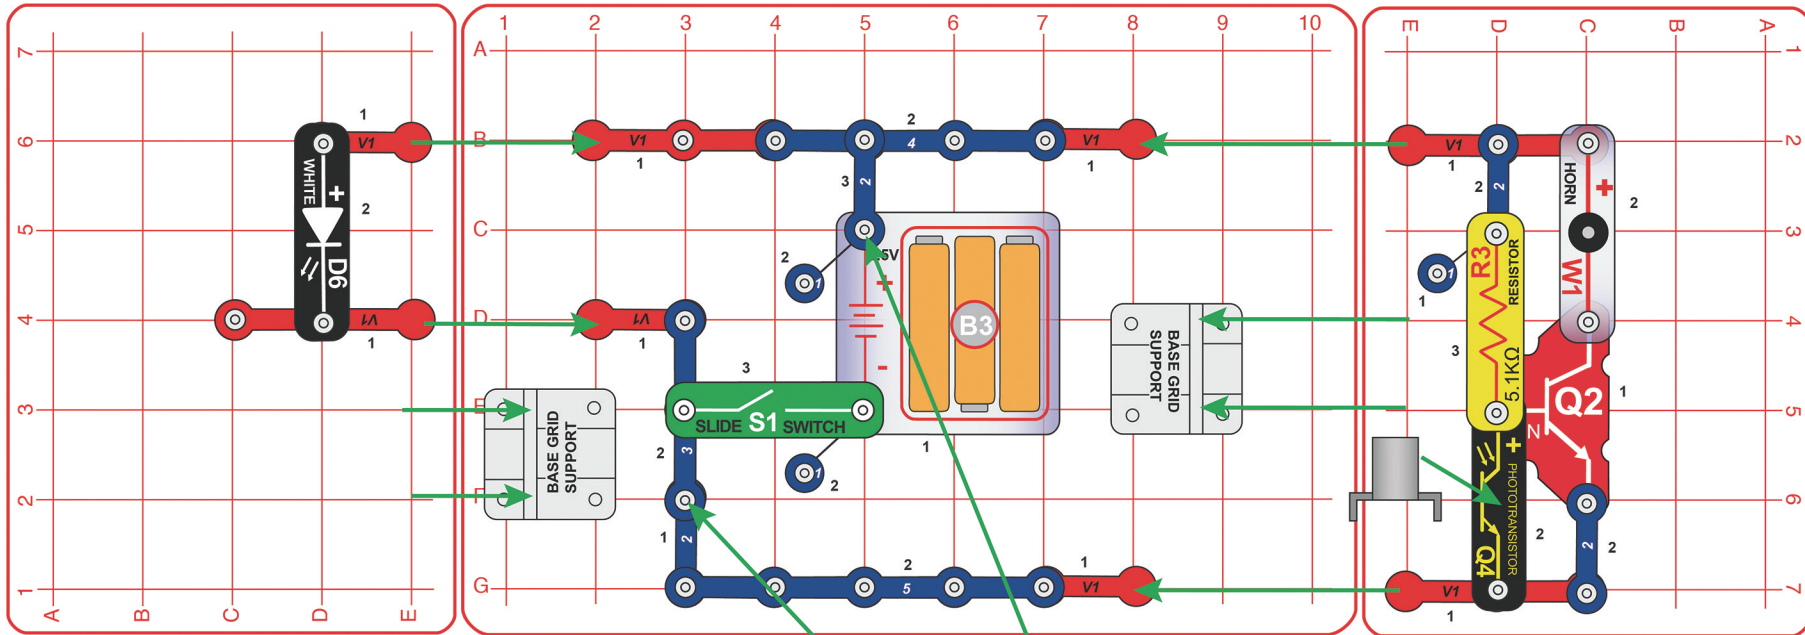 1 2 3 4 5 6 7 8 9 10
E D C B A
7
A
1
6
1
V1
B
V1
1
2
4
V1
1
V1
1
2
WHITE
+
2
D6
3
2
2
2
HORN
+
2
5
C
3
2
1
4.5V
+
-
B3
1
R3
RESISTOR
5.1KΩ
3
W1
4
V1
1
D
V1
1
4
BASE GRID
SUPPORT
3
E
3
SLIDE S1 SWITCH
1
5
N
Q2
1
BASE GRID
SUPPORT
2
3
1
2
+
PHOTOTRANSISTOR
Q4
2
2
F
6
1
2
2
2
1
G
2
5
1
V1
V1
1
7
A B C D E